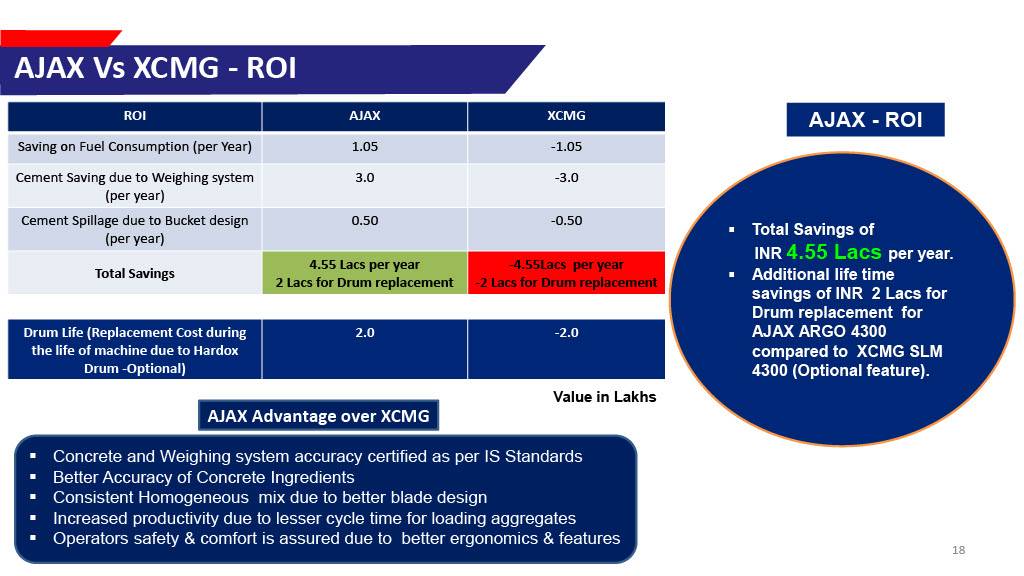 AJAX Vs XCMG - ROI
ROI AJAX XCMG
Saving on Fuel Consumption (per Year) 1.05 -1.05
Cement Saving due to Weighing system 3.0 -3.0
(per year)
Cement Spillage due to Bucket design 0.50 -0.50
(per year)
Total Savings
4.55 Lacs per year
2 Lacs for Drum replacement
-4.55Lacs per year
-2 Lacs for Drum replacement
Drum Life (Replacement Cost during 2.0 -2.0
the life of machine due to Hardox
Drum -Optional)
Value in Lakhs
AJAX - ROI
▪ Total Savings of
INR 4.55 Lacs per year.
▪ Additional life time
savings of INR 2 Lacs for
Drum replacement for
AJAX ARGO 4300
compared to XCMG SLM
4300 (Optional feature).
AJAX Advantage over XCMG
▪ Concrete and Weighing system accuracy certified as per IS Standards
▪ Better Accuracy of Concrete Ingredients
▪ Consistent Homogeneous mix due to better blade design
▪ Increased productivity due to lesser cycle time for loading aggregates
▪ Operators safety & comfort is assured due to better ergonomics & features
18